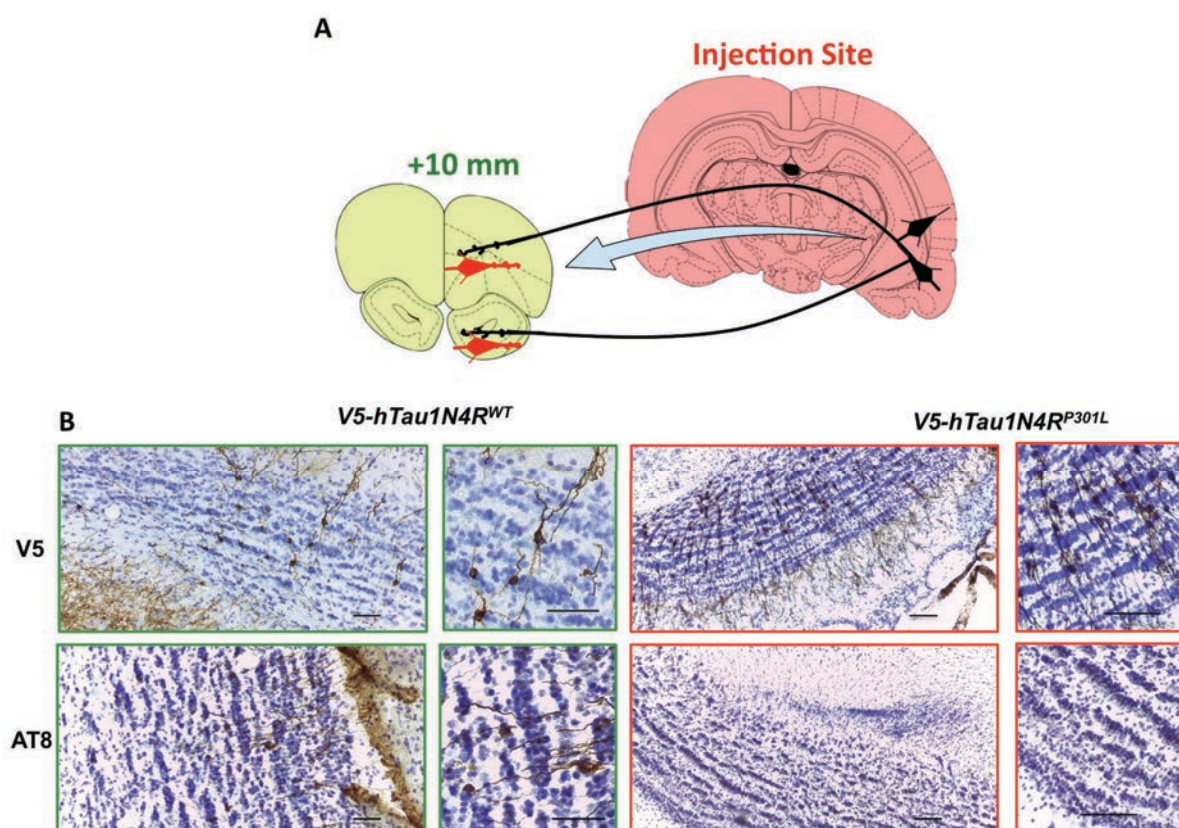 A
Injection Site
+10 mm
B
V5-hTau1N4R^WT
V5-hTau1N4R^P301L
V5
AT8